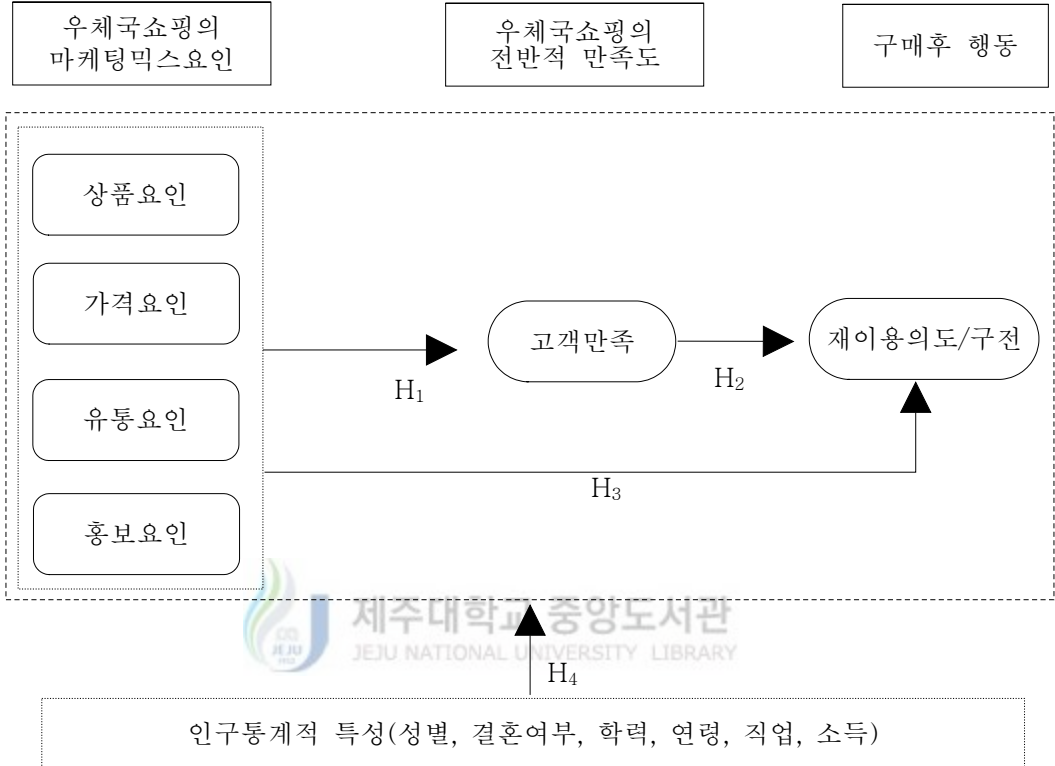 우체국쇼핑의
마케팅믹스요인
우체국쇼핑의
전반적 만족도
구매후 행동
상품요인
가격요인
유통요인
홍보요인
고객만족
재이용의도/구전
H₁
H₂
H₃
제주대학교 중앙도서관
JEJU NATIONAL UNIVERSITY LIBRARY
JEJU
1952
H₄
인구통계적 특성(성별, 결혼여부, 학력, 연령, 직업, 소득)